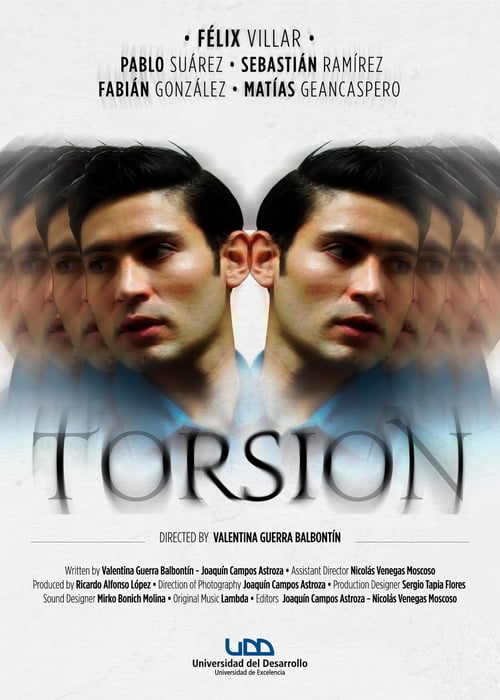 • FÉLIX VILLAR •
PABLO SUÁREZ • SEBASTIÁN RAMÍREZ
FABIÁN GONZÁLEZ • MATÍAS GEANCASPERO
TORSION
DIRECTED BY VALENTINA GUERRA BALBONTÍN
Written by Valentina Guerra Balbontín – Joaquín Campos Astroza • Assistant Director Nicolás Venegas Moscoso
Produced by Ricardo Alfonso López • Direction of Photography Joaquín Campos Astroza • Production Designer Sergio Tapia Flores
Sound Designer Mirko Bonich Molina • Original Music Lambda • Editors Joaquín Campos Astroza – Nicolás Venegas Moscoso
UDD
Universidad del Desarrollo
Universidad de Excelencia